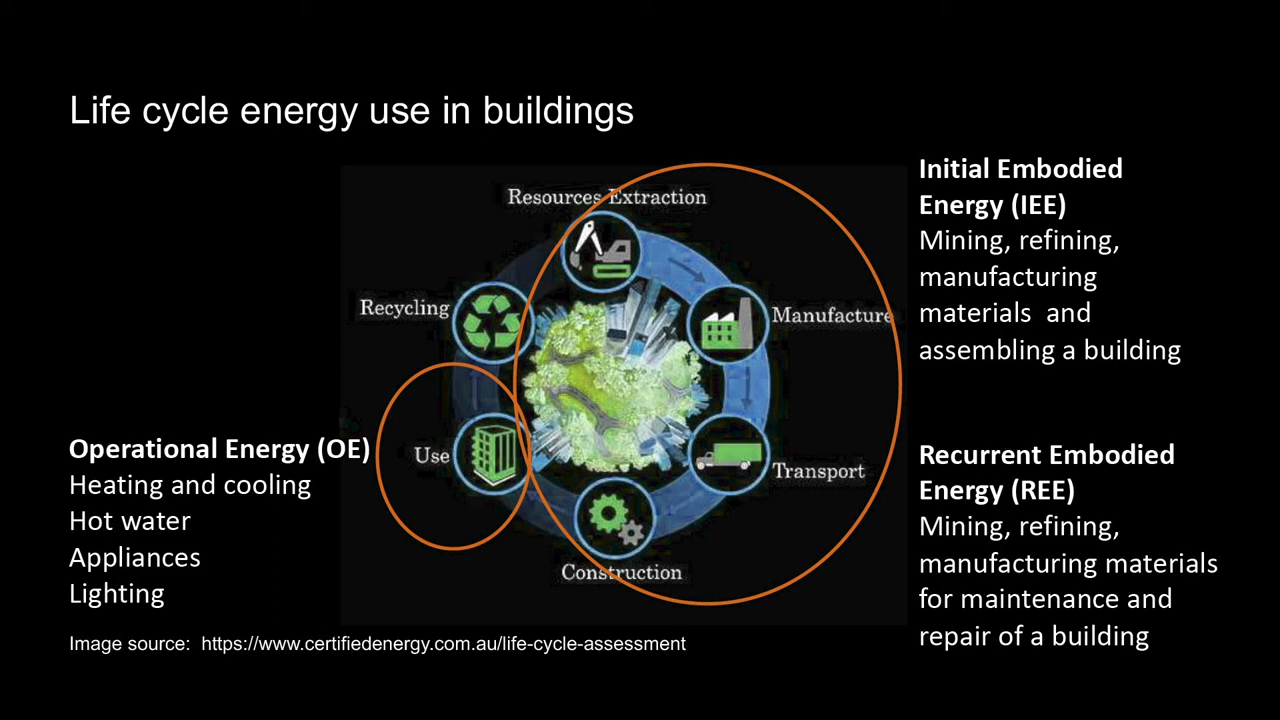 Life cycle energy use in buildings
Resources Extraction
Recycling
Manufacture
Use
Transport
Construction
Initial Embodied
Energy (IEE)
Mining, refining,
manufacturing
materials  and
assembling a building
Operational Energy (OE)
Heating and cooling
Hot water
Appliances
Lighting
Recurrent Embodied
Energy (REE)
Mining, refining,
manufacturing materials
for maintenance and
repair of a building
Image source:  https://www.certifiedenergy.com.au/life-cycle-assessment